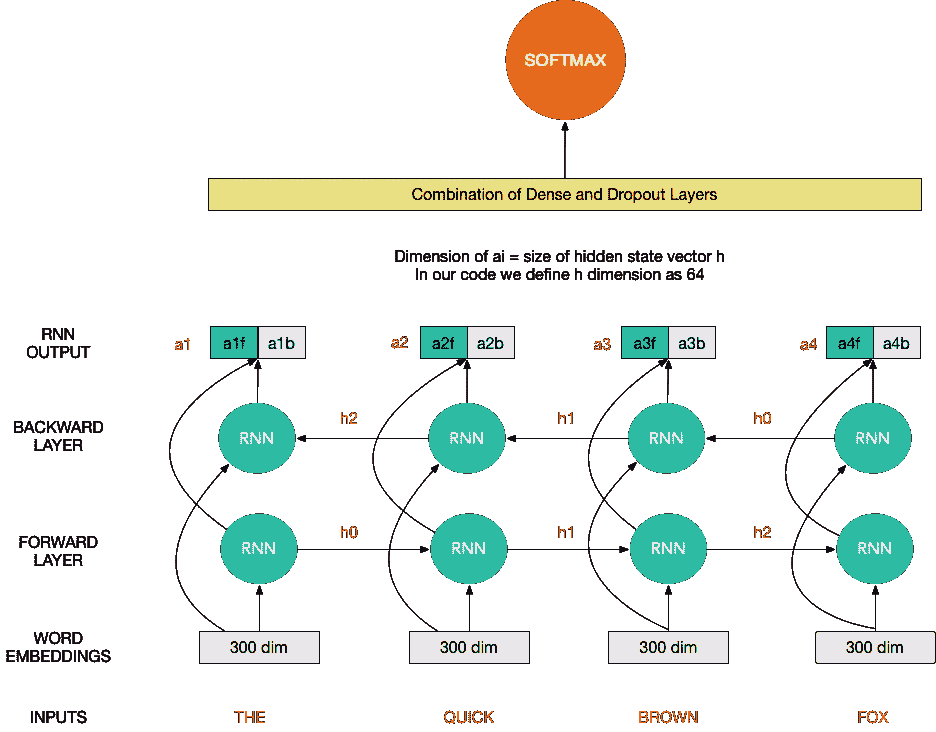 SOFTMAX
Combination of Dense and Dropout Layers
Dimension of ai = size of hidden state vector h
In our code we define h dimension as 64
RNN
OUTPUT
a1 a1f a1b a2 a2f a2b a3 a3f a3b a4 a4f a4b
BACKWARD
LAYER
RNN h2 RNN h1 RNN h0 RNN
FORWARD
LAYER
RNN h0 RNN h1 RNN h2 RNN
WORD
EMBEDDINGS
300 dim 300 dim 300 dim 300 dim
INPUTS THE QUICK BROWN FOX